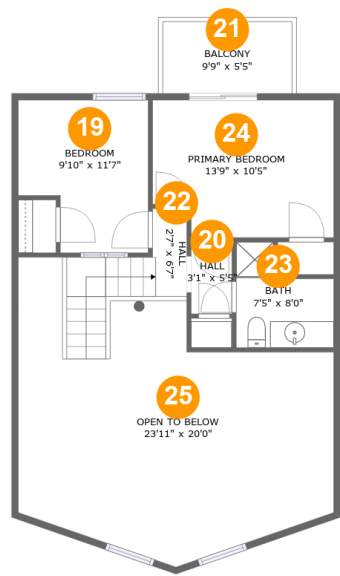 21
BALCONY
9'9" x 5'5"
19
BEDROOM
9'10" x 11'7"
24
PRIMARY BEDROOM
13'9" x 10'5"
22
HALL
2'7" x 6'7"
20
HALL
3'1" x 5'5"
23
BATH
7'5" x 8'0"
25
OPEN TO BELOW
23'11" x 20'0"